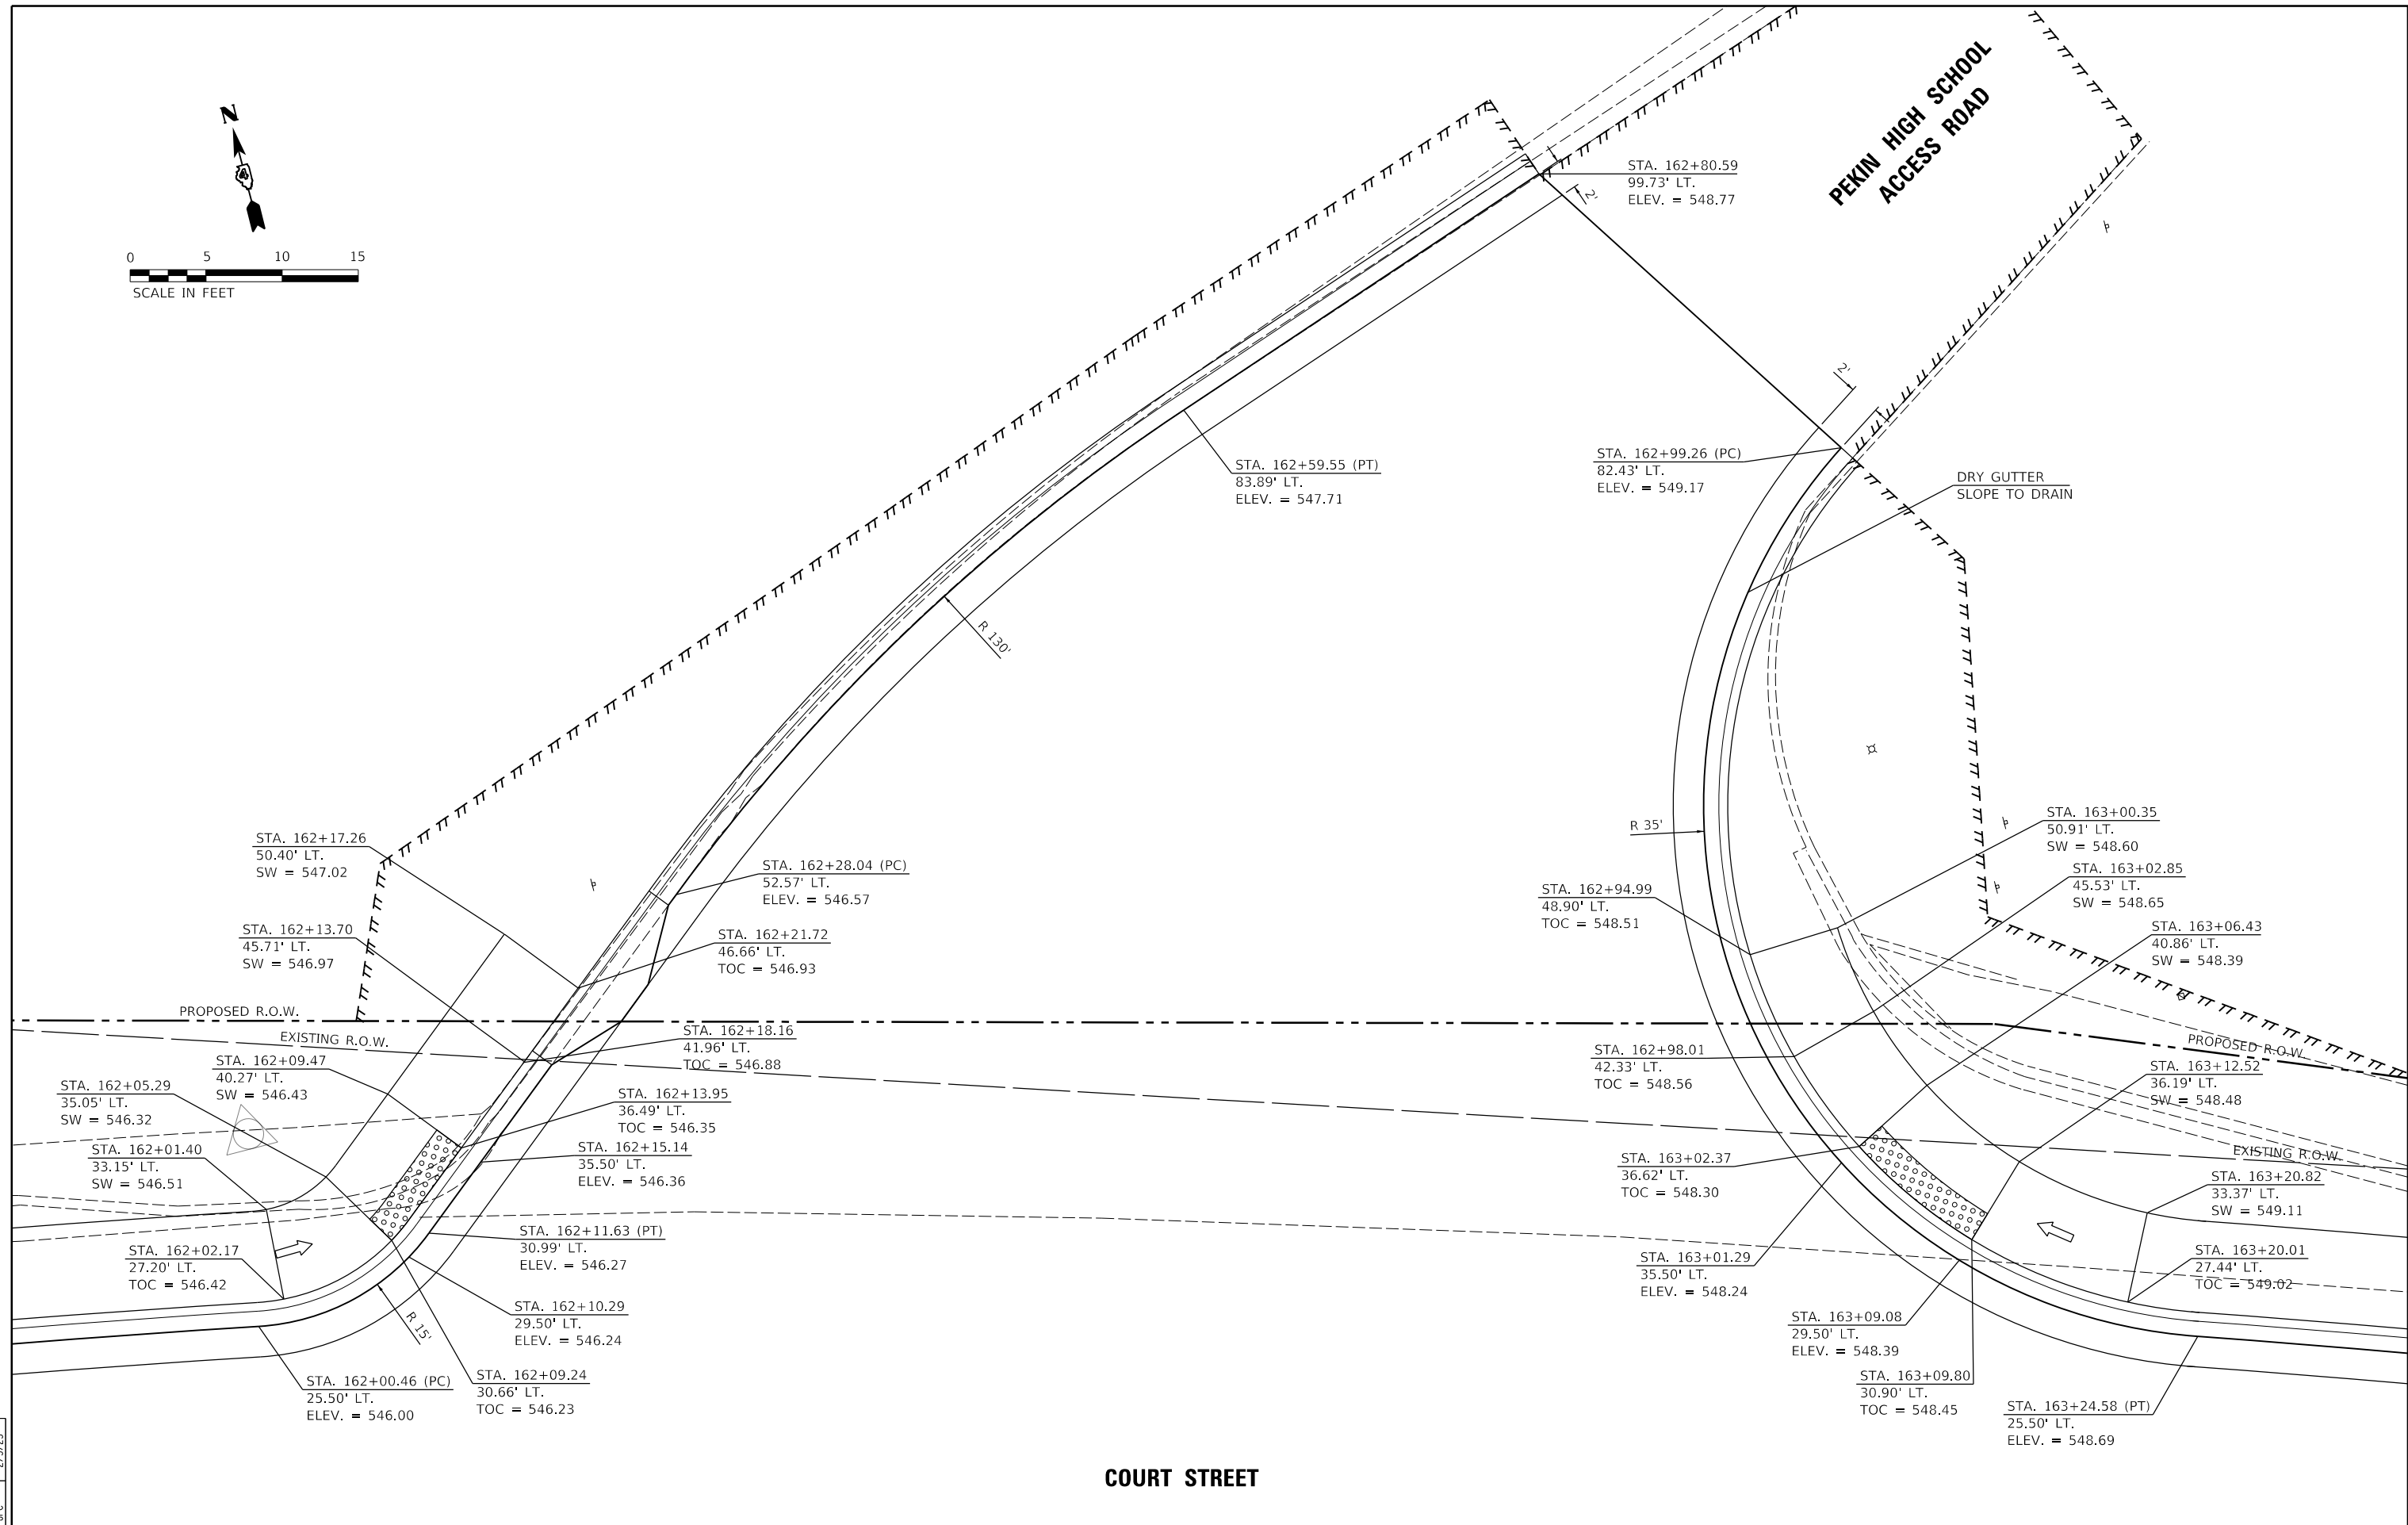 N
4
0 5 10 15
SCALE IN FEET
PEKIN HIGH SCHOOL
ACCESS ROAD
STA. 162+80.59
99.73' LT.
ELEV. = 548.77
2'
2'
STA. 162+59.55 (PT)
83.89' LT.
ELEV. = 547.71
STA. 162+99.26 (PC)
82.43' LT.
ELEV. = 549.17
DRY GUTTER
SLOPE TO DRAIN
R 130'
R 35'
STA. 162+17.26
50.40' LT.
SW = 547.02
STA. 162+28.04 (PC)
52.57' LT.
ELEV. = 546.57
STA. 162+13.70
45.71' LT.
SW = 546.97
STA. 162+21.72
46.66' LT.
TOC = 546.93
STA. 163+00.35
50.91' LT.
SW = 548.60
STA. 163+02.85
45.53' LT.
SW = 548.65
STA. 162+94.99
48.90' LT.
TOC = 548.51
STA. 163+06.43
40.86' LT.
SW = 548.39
PROPOSED R.O.W.
EXISTING R.O.W.
STA. 162+18.16
41.96' LT.
TOC = 546.88
STA. 162+09.47
40.27' LT.
SW = 546.43
STA. 162+05.29
35.05' LT.
SW = 546.32
STA. 162+13.95
36.49' LT.
TOC = 546.35
STA. 162+01.40
33.15' LT.
SW = 546.51
STA. 162+15.14
35.50' LT.
ELEV. = 546.36
STA. 162+98.01
42.33' LT.
TOC = 548.56
PROPOSED R.O.W.
STA. 163+12.52
36.19' LT.
SW = 548.48
EXISTING R.O.W.
STA. 163+02.37
36.62' LT.
TOC = 548.30
STA. 163+20.82
33.37' LT.
SW = 549.11
STA. 162+02.17
27.20' LT.
TOC = 546.42
STA. 162+11.63 (PT)
30.99' LT.
ELEV. = 546.27
STA. 163+01.29
35.50' LT.
ELEV. = 548.24
STA. 163+20.01
27.44' LT.
TOC = 549.02
STA. 162+10.29
29.50' LT.
ELEV. = 546.24
R 15'
STA. 163+09.08
29.50' LT.
ELEV. = 548.39
STA. 162+00.46 (PC)
25.50' LT.
ELEV. = 546.00
STA. 162+09.24
30.66' LT.
TOC = 546.23
STA. 163+09.80
30.90' LT.
TOC = 548.45
STA. 163+24.58 (PT)
25.50' LT.
ELEV. = 548.69
COURT STREET